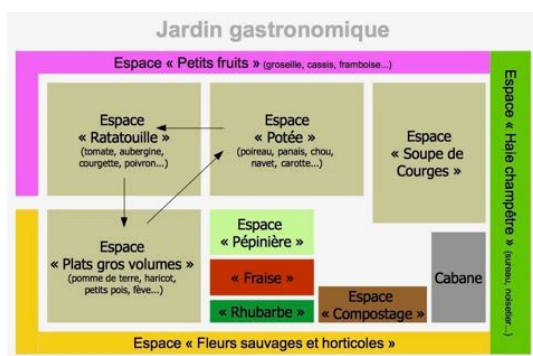 Jardin gastronomique
Espace « Petits fruits » (groseille, cassis, framboise...)
Espace
« Ratatouille »
(tomate, aubergine,
courgette, poivron...)
Espace
« Potée »
(poireau, panais, chou,
navet, carotte...)
Espace
« Soupe de
Courges »
Espace « Haie champêtre » (sureau, noisetier...)
Espace
« Plats gros volumes »
(pomme de terre, haricot,
petits pois, fève...)
Espace
« Pépinière »
« Fraise »
« Rhubarbe »
Espace
« Compostage »
Cabane
Espace « Fleurs sauvages et horticoles »